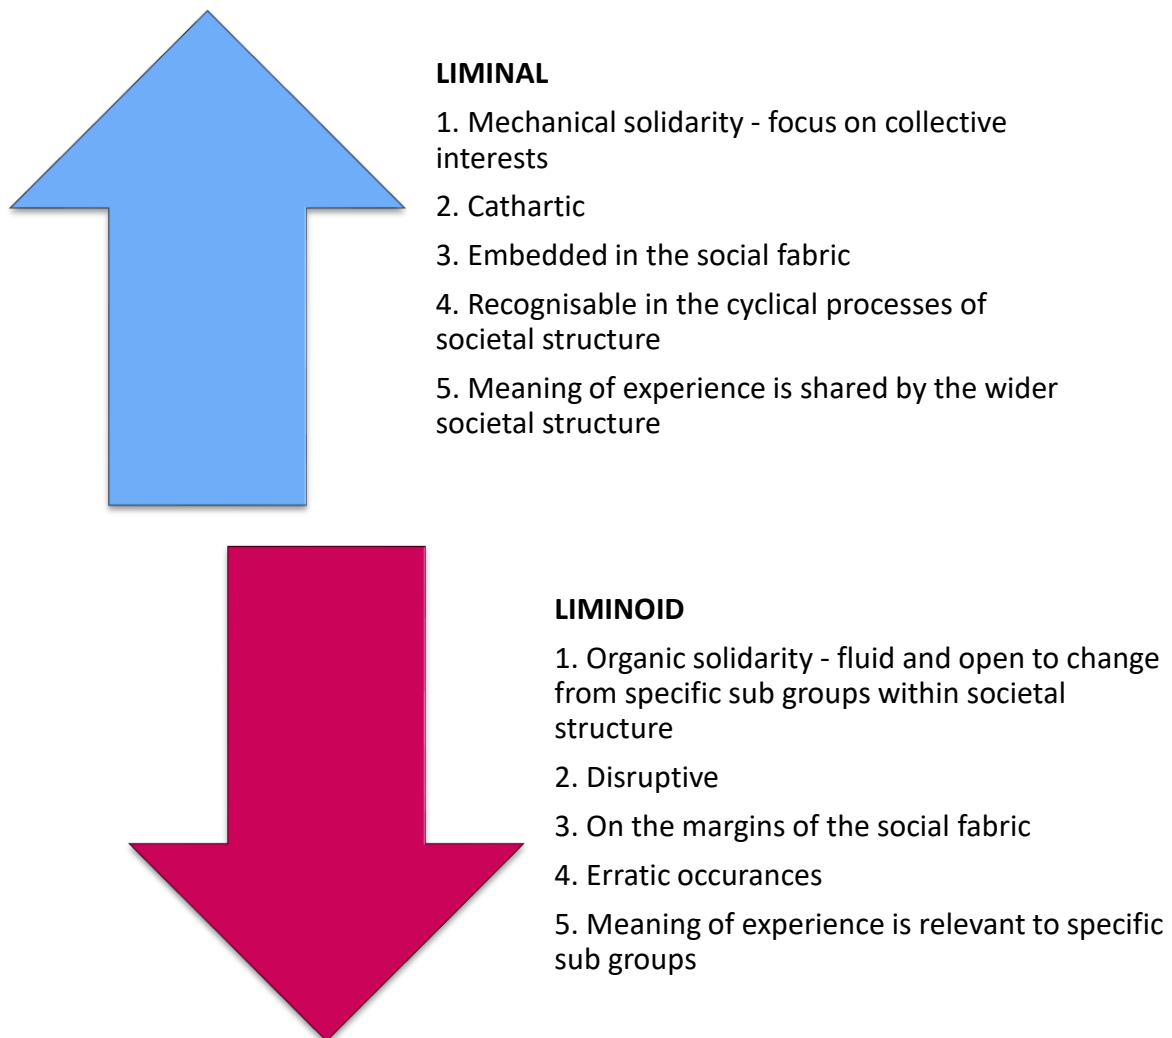 LIMINAL
1. Mechanical solidarity - focus on collective
interests
2. Cathartic
3. Embedded in the social fabric
4. Recognisable in the cyclical processes of
societal structure
5. Meaning of experience is shared by the wider
societal structure
LIMINOID
1. Organic solidarity - fluid and open to change
from specific sub groups within societal
structure
2. Disruptive
3. On the margins of the social fabric
4. Erratic occurances
5. Meaning of experience is relevant to specific
sub groups